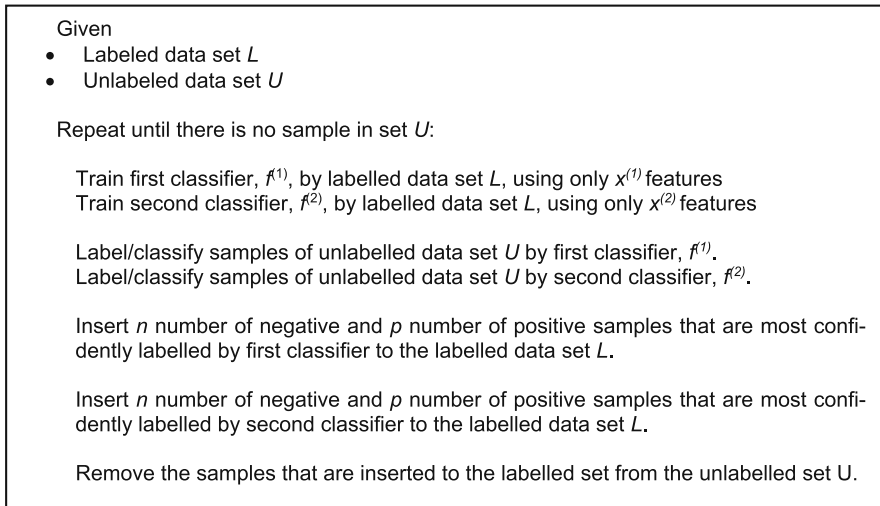 Given
• Labeled data set L
• Unlabeled data set U
Repeat until there is no sample in set U:
Train first classifier, f(1), by labelled data set L, using only x(1) features
Train second classifier, f(2), by labelled data set L, using only x(2) features
Label/classify samples of unlabelled data set U by first classifier, f(1).
Label/classify samples of unlabelled data set U by second classifier, f(2).
Insert n number of negative and p number of positive samples that are most confi-
dently labelled by first classifier to the labelled data set L.
Insert n number of negative and p number of positive samples that are most confi-
dently labelled by second classifier to the labelled data set L.
Remove the samples that are inserted to the labelled set from the unlabelled set U.